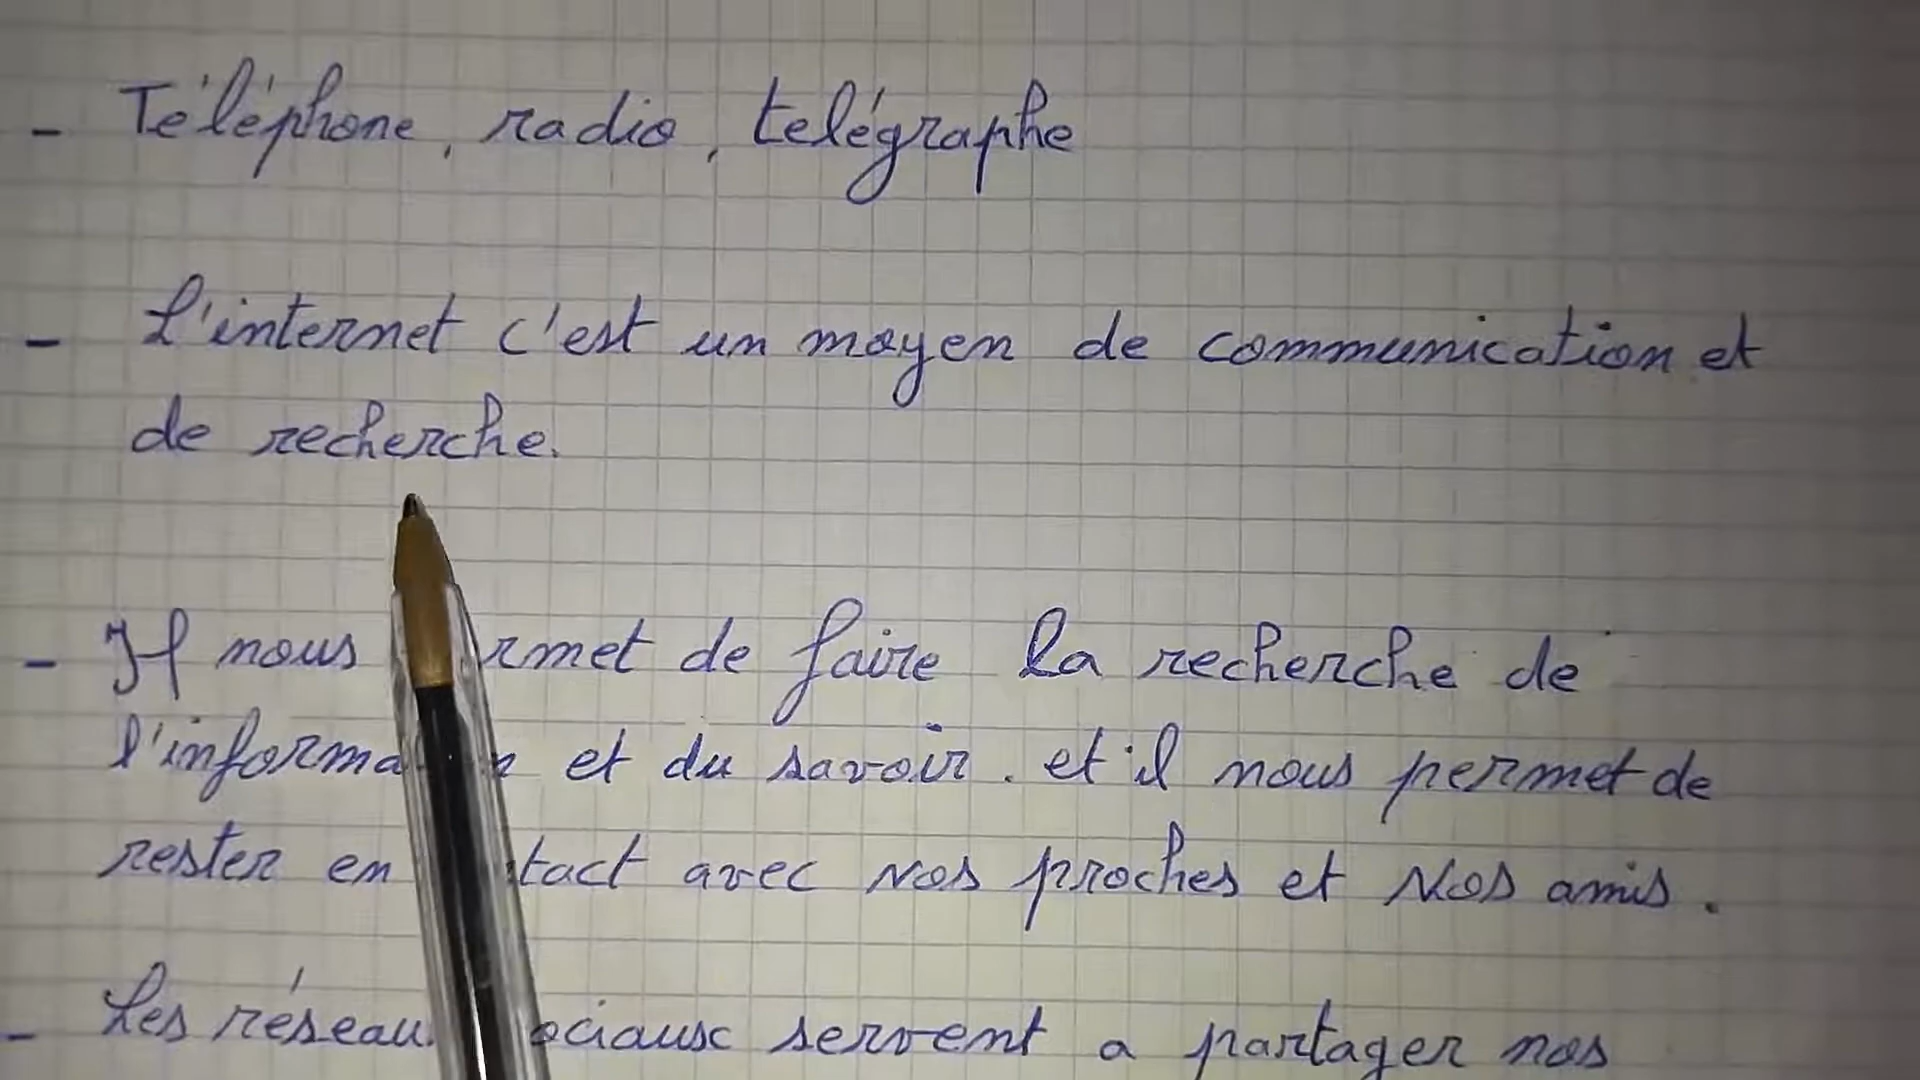 - Téléphone, radio, telégraphe
- L'internet c'est un moyen de communication et
de recherche.
- Il nous de faire la recherche de
et du savoir. et il nous permet de
rester en avec nos proches et Nos amis.
- Les servent a partager nos